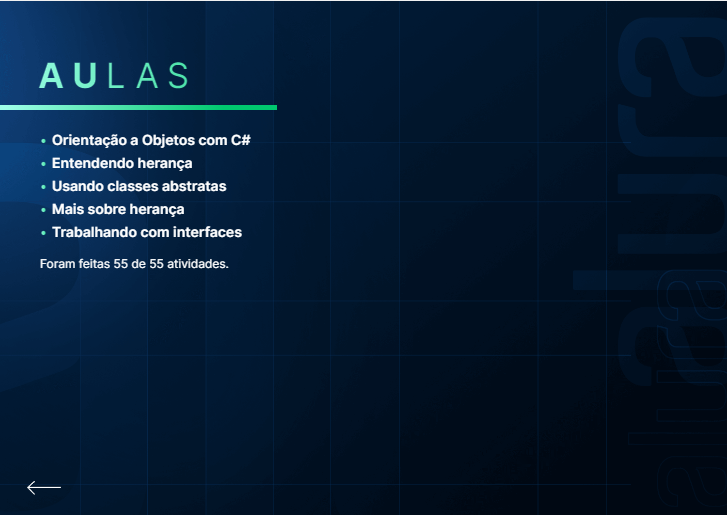 AULAS
• Orientação a Objetos com C#
• Entendendo herança
• Usando classes abstratas
• Mais sobre herança
• Trabalhando com interfaces
Foram feitas 55 de 55 atividades.
alura
alura